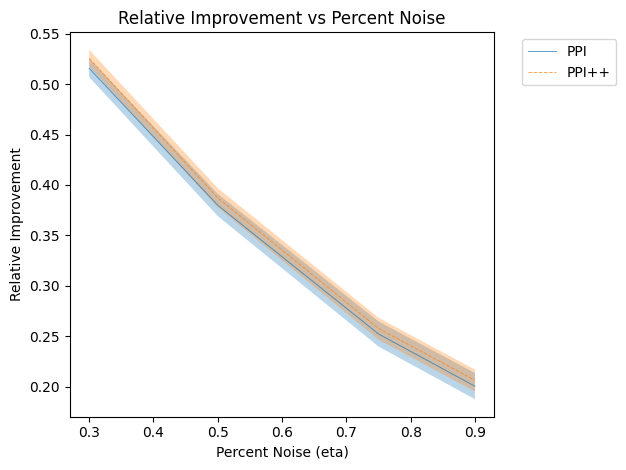 Relative Improvement vs Percent Noise
PPI
PPI++
Relative Improvement
0.55
0.50
0.45
0.40
0.35
0.30
0.25
0.20
0.3 0.4 0.5 0.6 0.7 0.8 0.9
Percent Noise (eta)